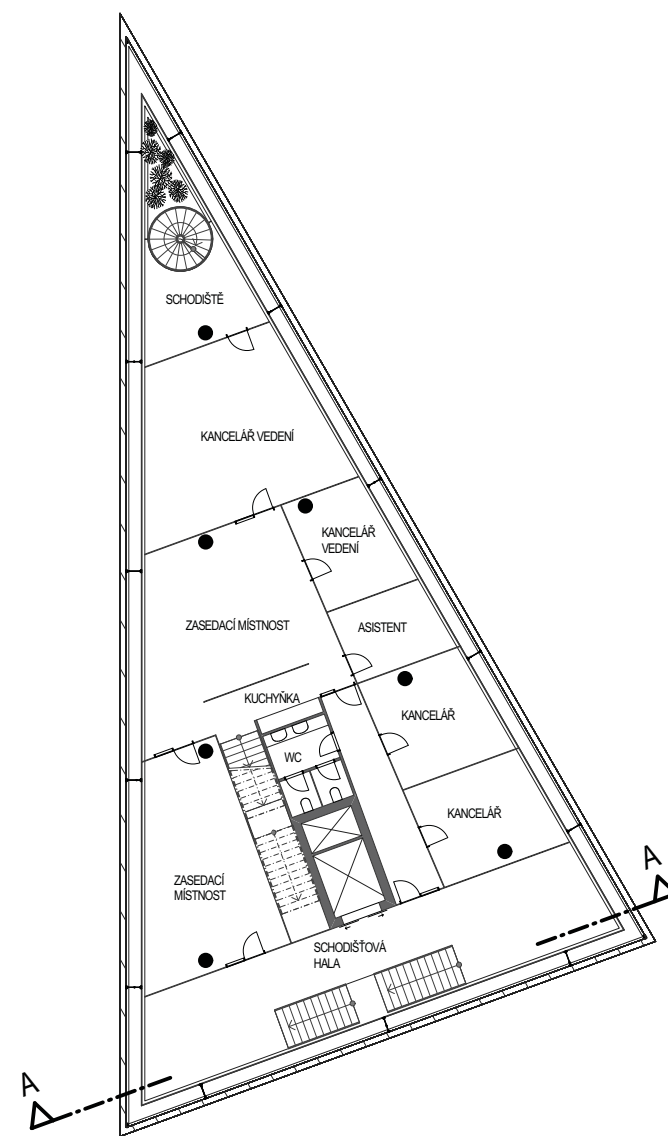 SCHODIŠTĚ
KANCELÁŘ VEDENÍ
KANCELÁŘ
VEDENÍ
ZASEDACÍ MÍSTNOST
ASISTENT
KUCHYŇKA
KANCELÁŘ
WC
KANCELÁŘ
ZASEDACÍ
MÍSTNOST
A
SCHODIŠŤOVÁ
HALA
A